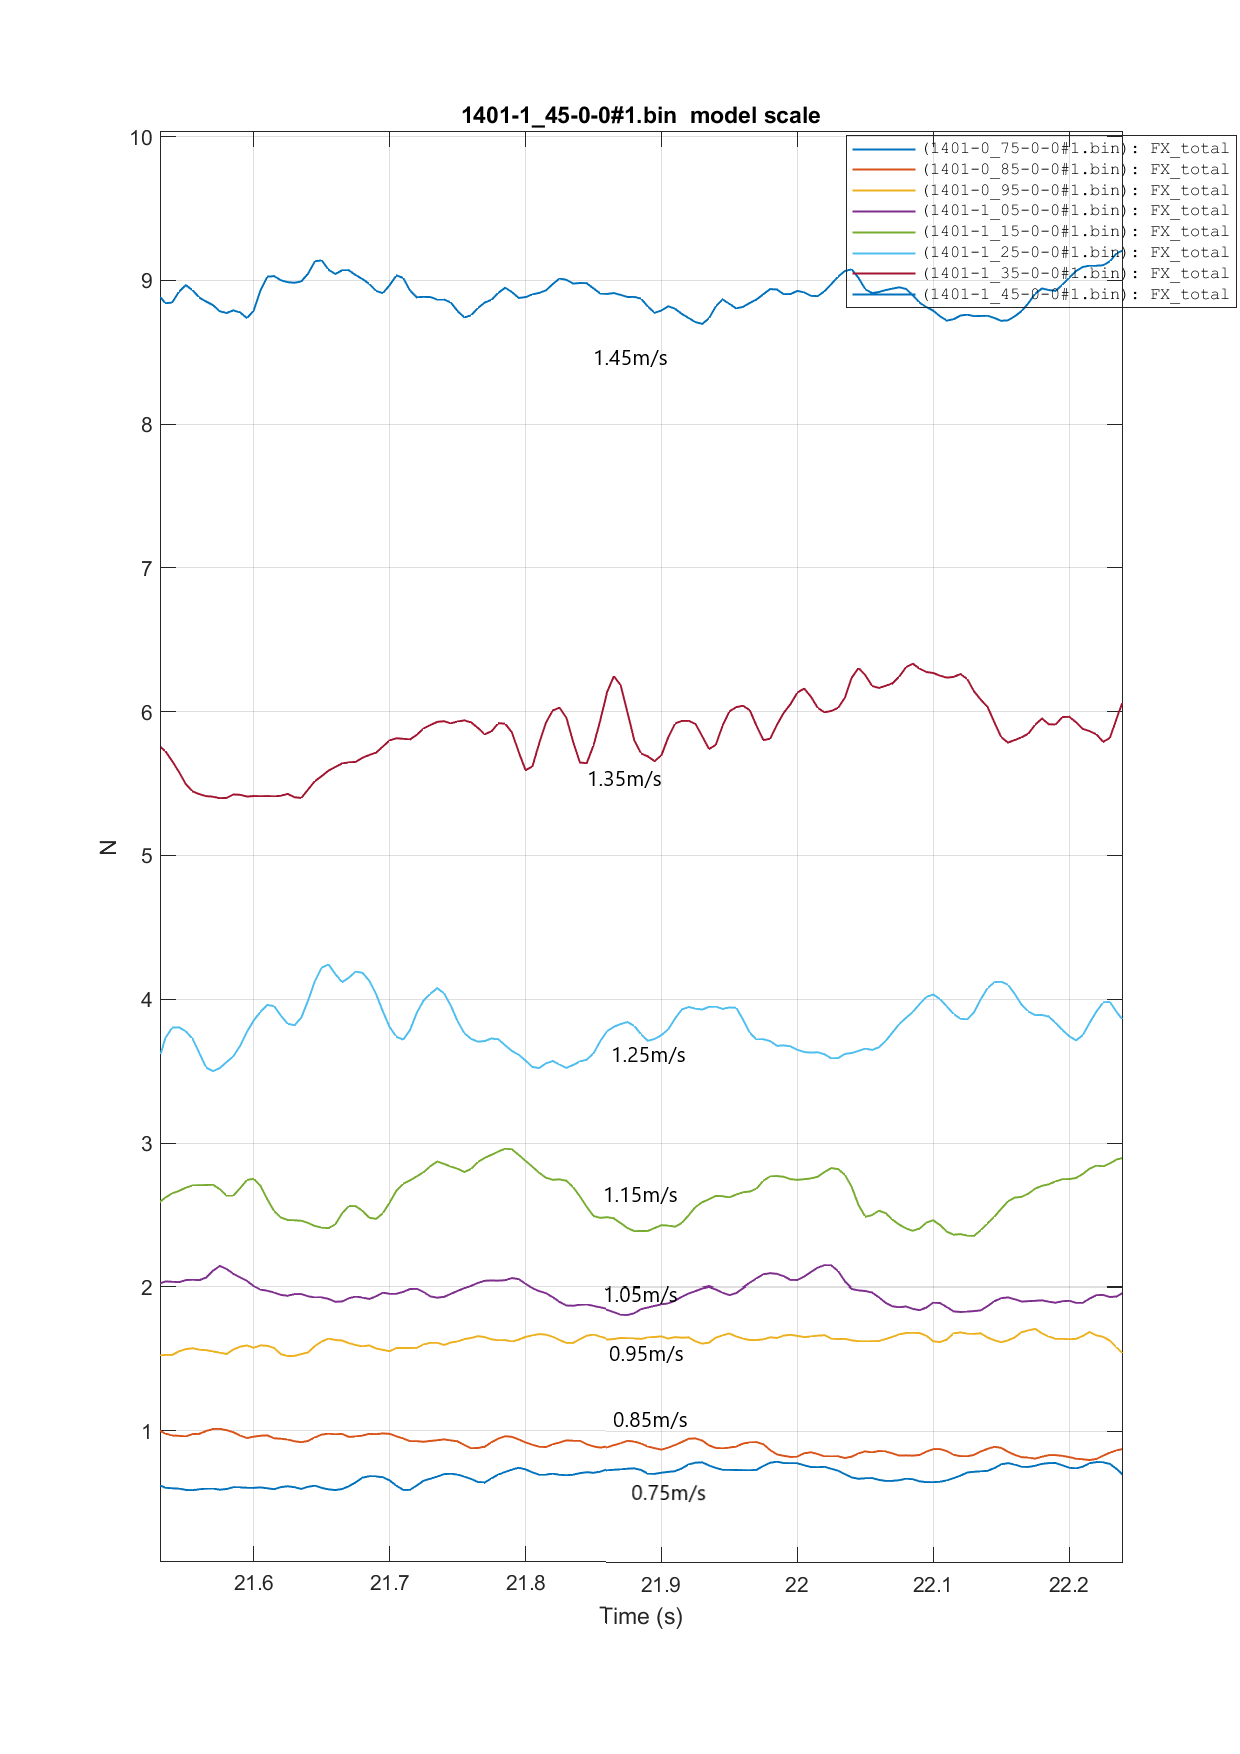 1401-1_45-0-0#1.bin  model scale
(1401-0_75-0-0#1.bin): FX_total
(1401-0_85-0-0#1.bin): FX_total
(1401-0_95-0-0#1.bin): FX_total
(1401-1_05-0-0#1.bin): FX_total
(1401-1_15-0-0#1.bin): FX_total
(1401-1_25-0-0#1.bin): FX_total
(1401-1_35-0-0#1.bin): FX_total
(1401-1_45-0-0#1.bin): FX_total
10
9
8
7
6
5
4
3
2
1
N
1.45m/s
1.35m/s
1.25m/s
1.15m/s
1.05m/s
0.95m/s
0.85m/s
0.75m/s
21.6 21.7 21.8 21.9 22 22.1 22.2
Time (s)